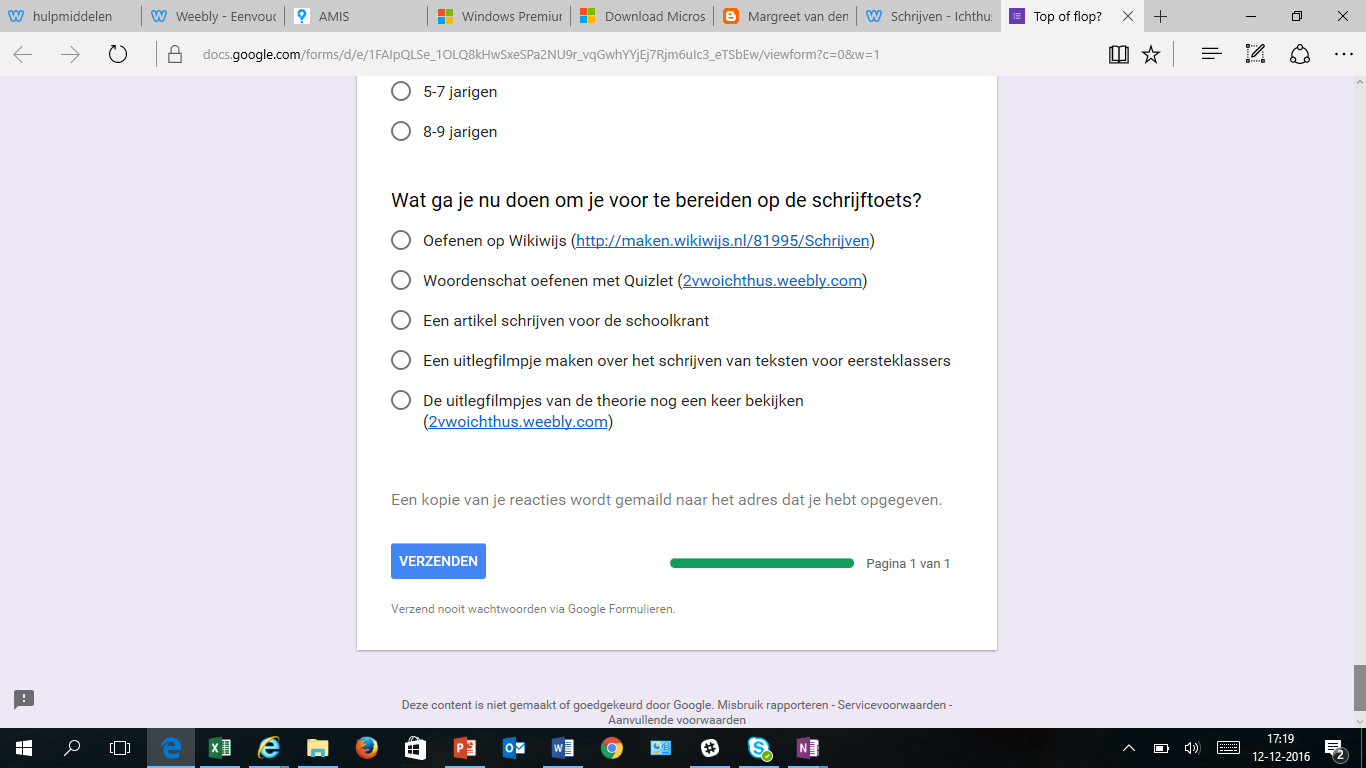 hulpmiddelen
Weebly - Eenvouc
AMIS
Windows Premiur
Download Micros
Margreet van den
Schrijven - Ichthu
Top of flop?
docs.google.com/forms/d/e/1FAIpQLSe_1OLQ8kHwSxeSPa2NU9r_vqGwhYYjEj7Rjm6uIc3_eTSbEw/viewform?c=0&w=1
5-7 jarigen
8-9 jarigen
Wat ga je nu doen om je voor te bereiden op de schrijftoets?
Oefenen op Wikiwijs (http://maken.wikiwijs.nl/81995/Schrijven)
Woordenschat oefenen met Quizlet (2vwoichthus.weebly.com)
Een artikel schrijven voor de schoolkrant
Een uitlegfilmpje maken over het schrijven van teksten voor eersteklassers
De uitlegfilmpjes van de theorie nog een keer bekijken
(2vwoichthus.weebly.com)
Een kopie van je reacties wordt gemaild naar het adres dat je hebt opgegeven.
VERZENDEN
Pagina 1 van 1
Verzend nooit wachtwoorden via Google Formulieren.
Deze content is niet gemaakt of goedgekeurd door Google. Misbruik rapporteren - Servicevoorwaarden -
Aanvullende voorwaarden
17:19
12-12-2016
2